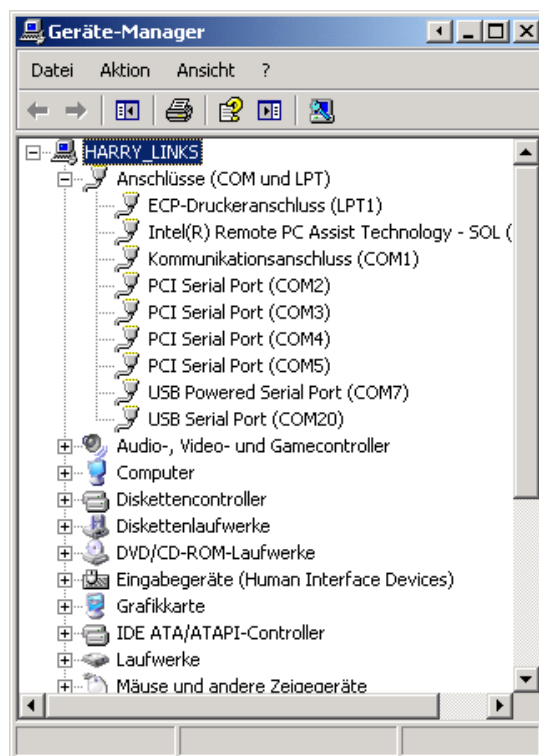 Geräte-Manager
Datei Aktion Ansicht ?
HARRY_LINKS
Anschlüsse (COM und LPT)
ECP-Druckeranschluss (LPT1)
Intel(R) Remote PC Assist Technology - SOL (
Kommunikationsanschluss (COM1)
PCI Serial Port (COM2)
PCI Serial Port (COM3)
PCI Serial Port (COM4)
PCI Serial Port (COM5)
USB Powered Serial Port (COM7)
USB Serial Port (COM20)
Audio-, Video- und Gamecontroller
Computer
Diskettencontroller
Diskettenlaufwerke
DVD/CD-ROM-Laufwerke
Eingabegeräte (Human Interface Devices)
Grafikkarte
IDE ATA/ATAPI-Controller
Laufwerke
Mäuse und andere Zeigegeräte